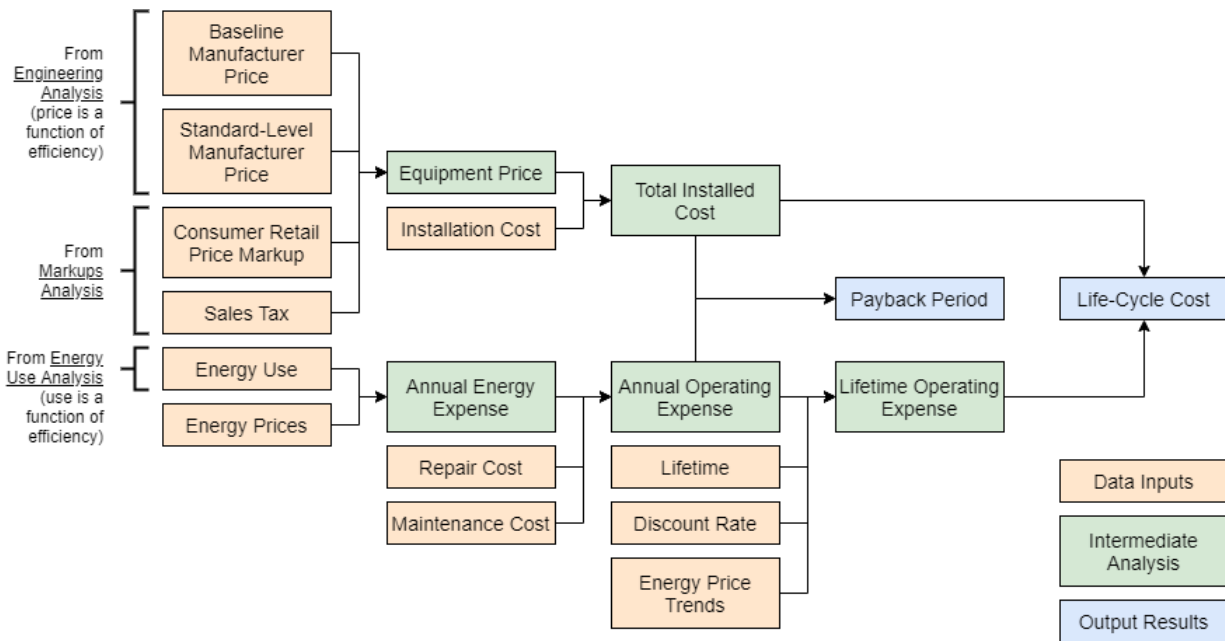 From
Engineering
Analysis
(price is a
function of
efficiency)
Baseline
Manufacturer
Price
Standard-Level
Manufacturer
Price
From
Markups
Analysis
Consumer Retail
Price Markup
Sales Tax
From Energy
Use Analysis
(use is a
function of
efficiency)
Energy Use
Energy Prices
Equipment Price
Installation Cost
Annual Energy
Expense
Repair Cost
Maintenance Cost
Total Installed
Cost
Annual Operating
Expense
Lifetime
Discount Rate
Energy Price
Trends
Payback Period
Lifetime Operating
Expense
Life-Cycle Cost
Data Inputs
Intermediate
Analysis
Output Results